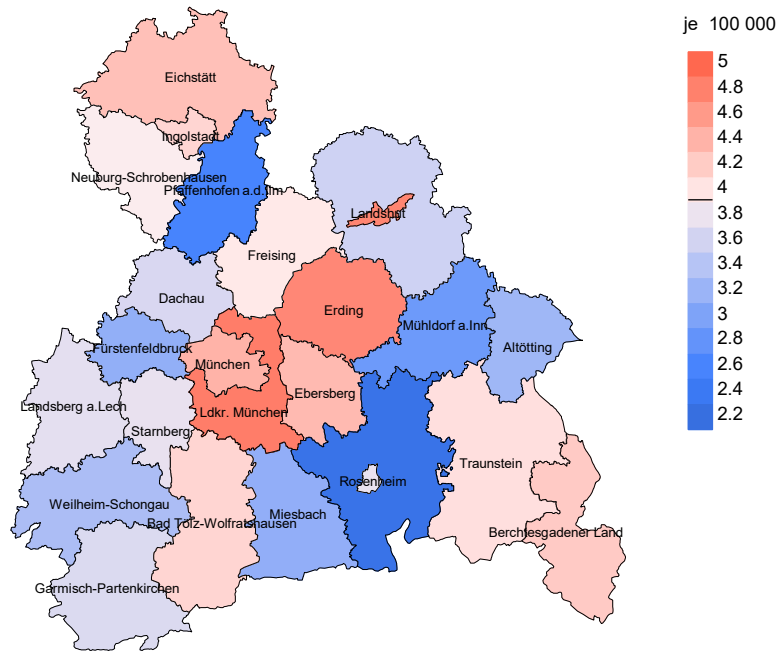 je 100 000
5
4.8
4.6
4.4
4.2
4
3.8
3.6
3.4
3.2
3
2.8
2.6
2.4
2.2
Eichstätt
Ingolstadt
Neuburg-Schrobenhausen
Pfaffenhofen a.d.Ilm
Landshut
Freising
Dachau
Erding
Mühldorf a.Inn
Altötting
Fürstenfeldbruck
München
Ebersberg
Landsberg a.Lech
Ldkr. München
Starnberg
Traunstein
Rosenheim
Weilheim-Schongau
Miesbach
Bad Tölz-Wolfratshausen
Berchtesgadener Land
Garmisch-Partenkirchen